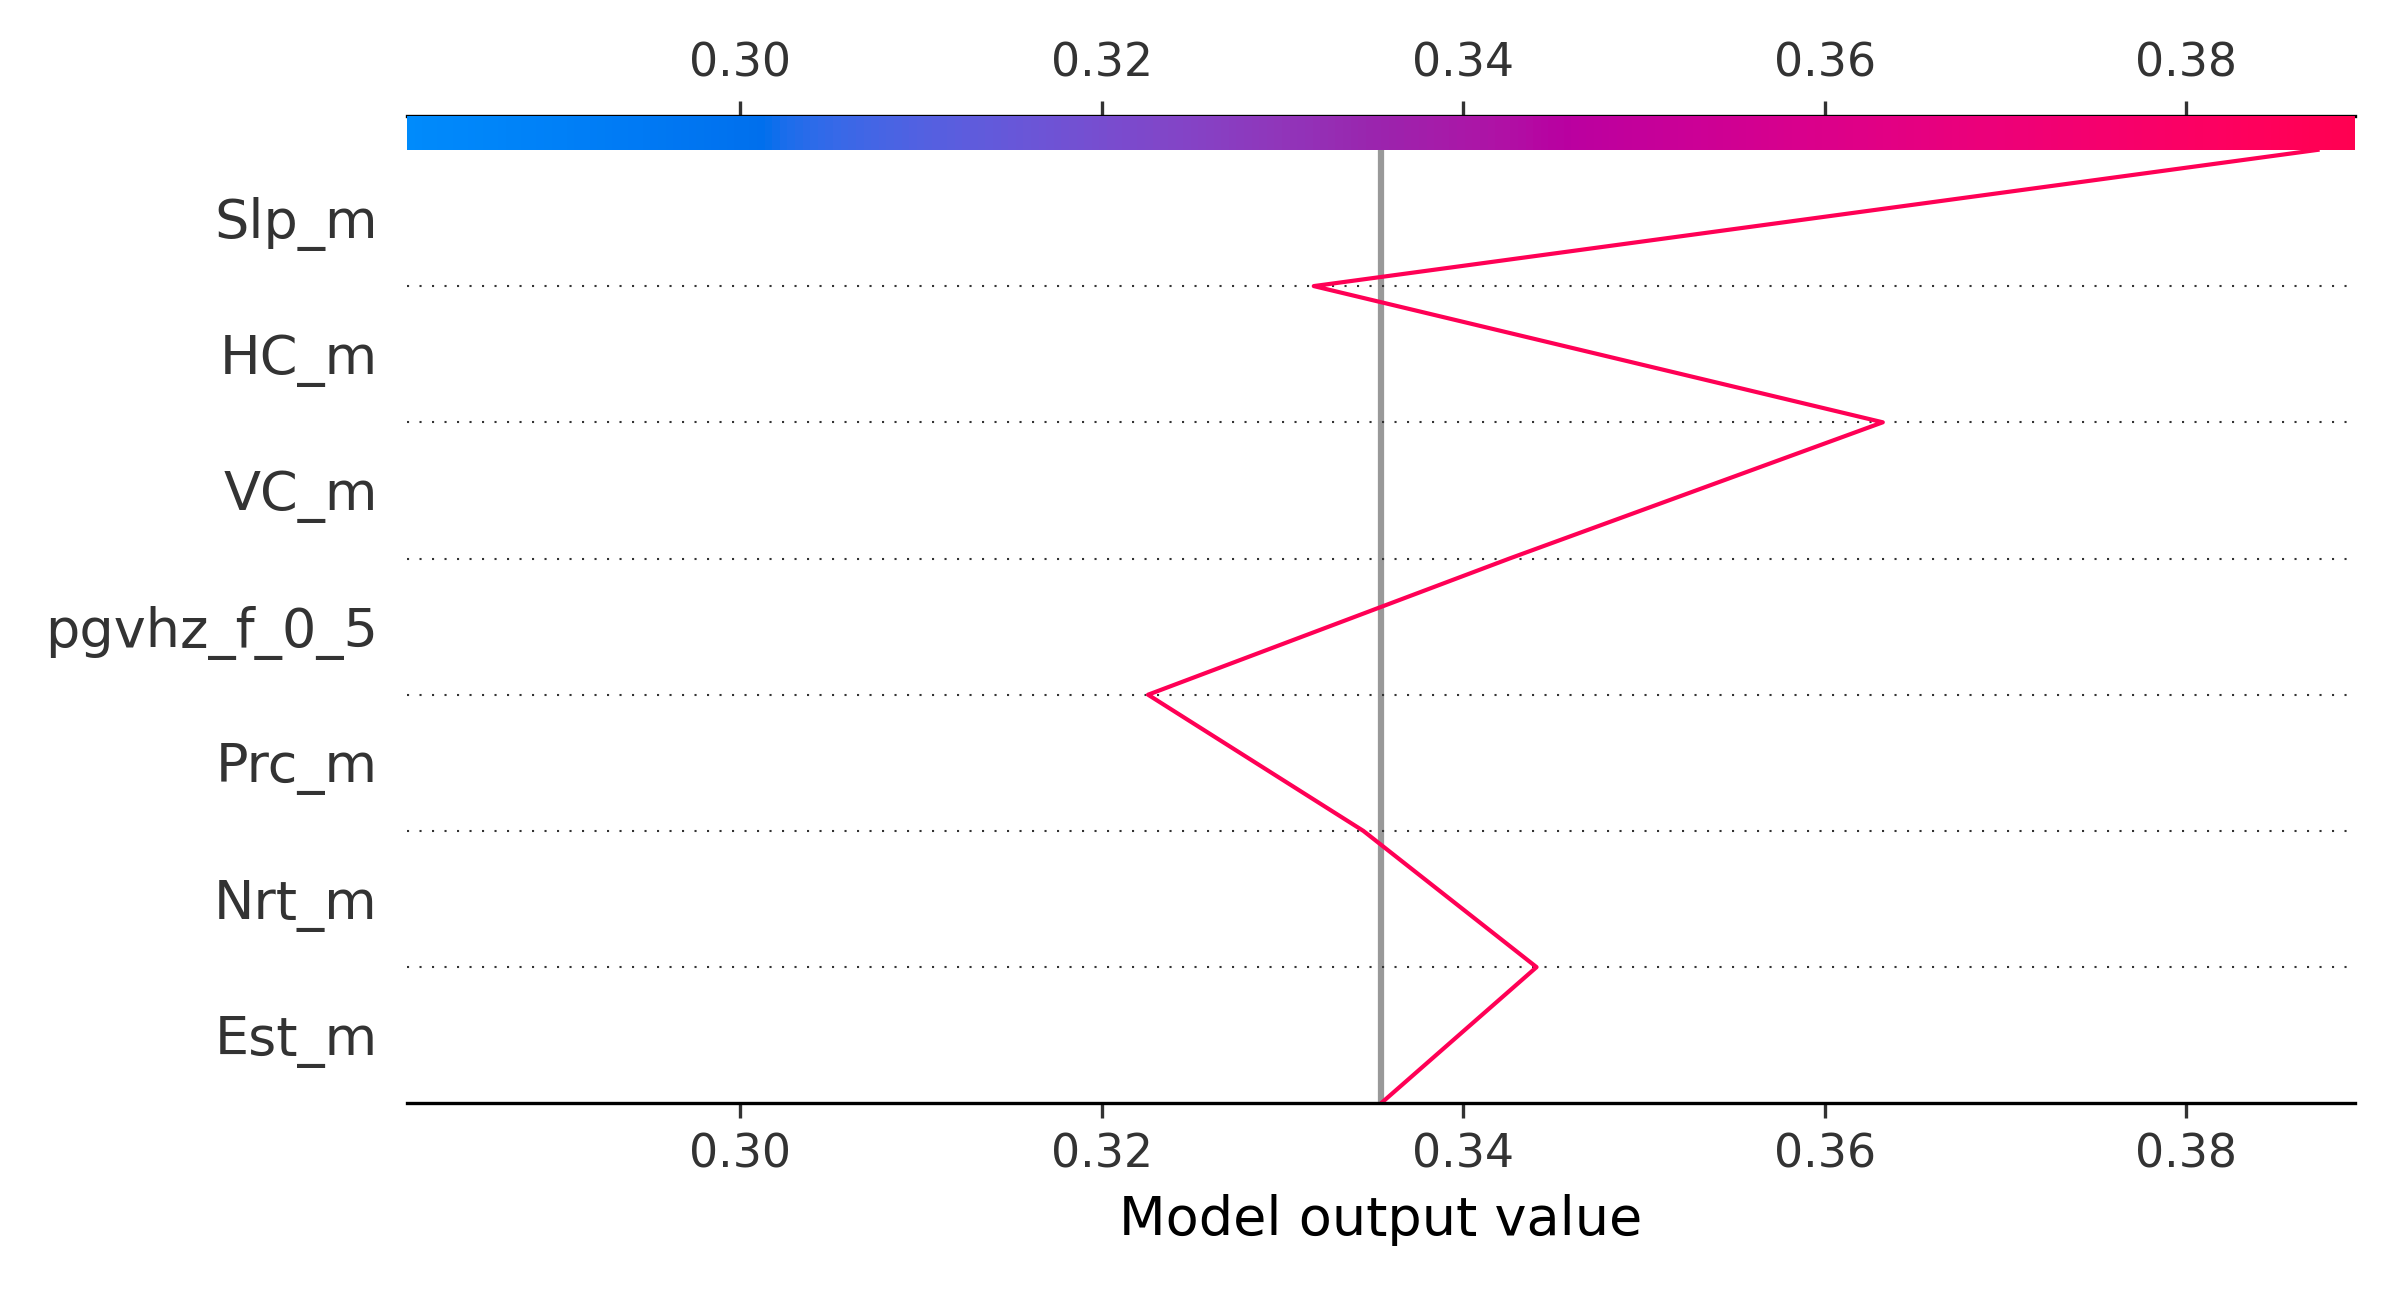 0.30 0.32 0.34 0.36 0.38
Slp_m
HC_m
VC_m
pgvhz_f_0_5
Prc_m
Nrt_m
Est_m
0.30 0.32 0.34 0.36 0.38
Model output value